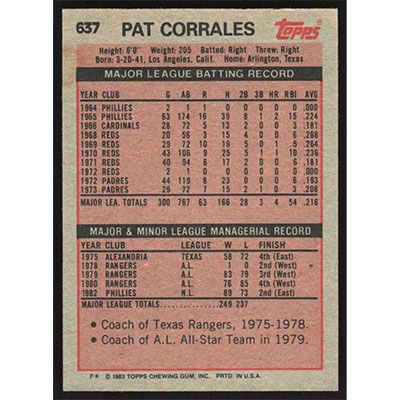 637 PAT CORRALES TOPPS
Height: 6'0" Weight: 205 Batted: Right Threw: Right
Born: 3-20-41, Los Angeles, Calif. Home: Arlington, Texas
MAJOR LEAGUE BATTING RECORD
YEAR CLUB G AB R H 2B 3B HR RBI AVG
1964 PHILLIES 2 1 1 0 0 0 0 0 .000
1965 PHILLIES 63 174 16 39 8 1 2 15 .224
1966 CARDINALS 28 72 5 13 2 0 0 3 .181
1968 REDS 20 56 3 15 4 0 0 6 .268
1969 REDS 29 72 10 19 5 0 1 5 .264
1970 REDS 43 106 9 25 5 1 1 10 .236
1971 REDS 40 94 6 17 2 0 0 6 .181
1972 REDS 2 1 0 0 0 0 0 0 .000
1972 PADRES 44 119 6 23 0 0 0 6 .193
1973 PADRES 29 72 7 15 2 1 0 3 .208
MAJOR LEA. TOTALS 300 767 63 166 28 3 4 54 .216
MAJOR & MINOR LEAGUE MANAGERIAL RECORD
YEAR CLUB LEAGUE W L FINISH
1975 ALEXANDRIA TEXAS 58 72 4th (East)
1978 RANGERS A.L. 1 0 2nd (West)
1979 RANGERS A.L. 83 79 3rd (West)
1980 RANGERS A.L. 76 85 4th (West)
1982 PHILLIES N.L. 89 73 2nd (East)
MAJOR LEAGUE TOTALS 249 237
• Coach of Texas Rangers, 1975-1978.
• Coach of A.L. All-Star Team in 1979.
F* © 1983 TOPPS CHEWING GUM, INC. PRTD. IN U.S.A.